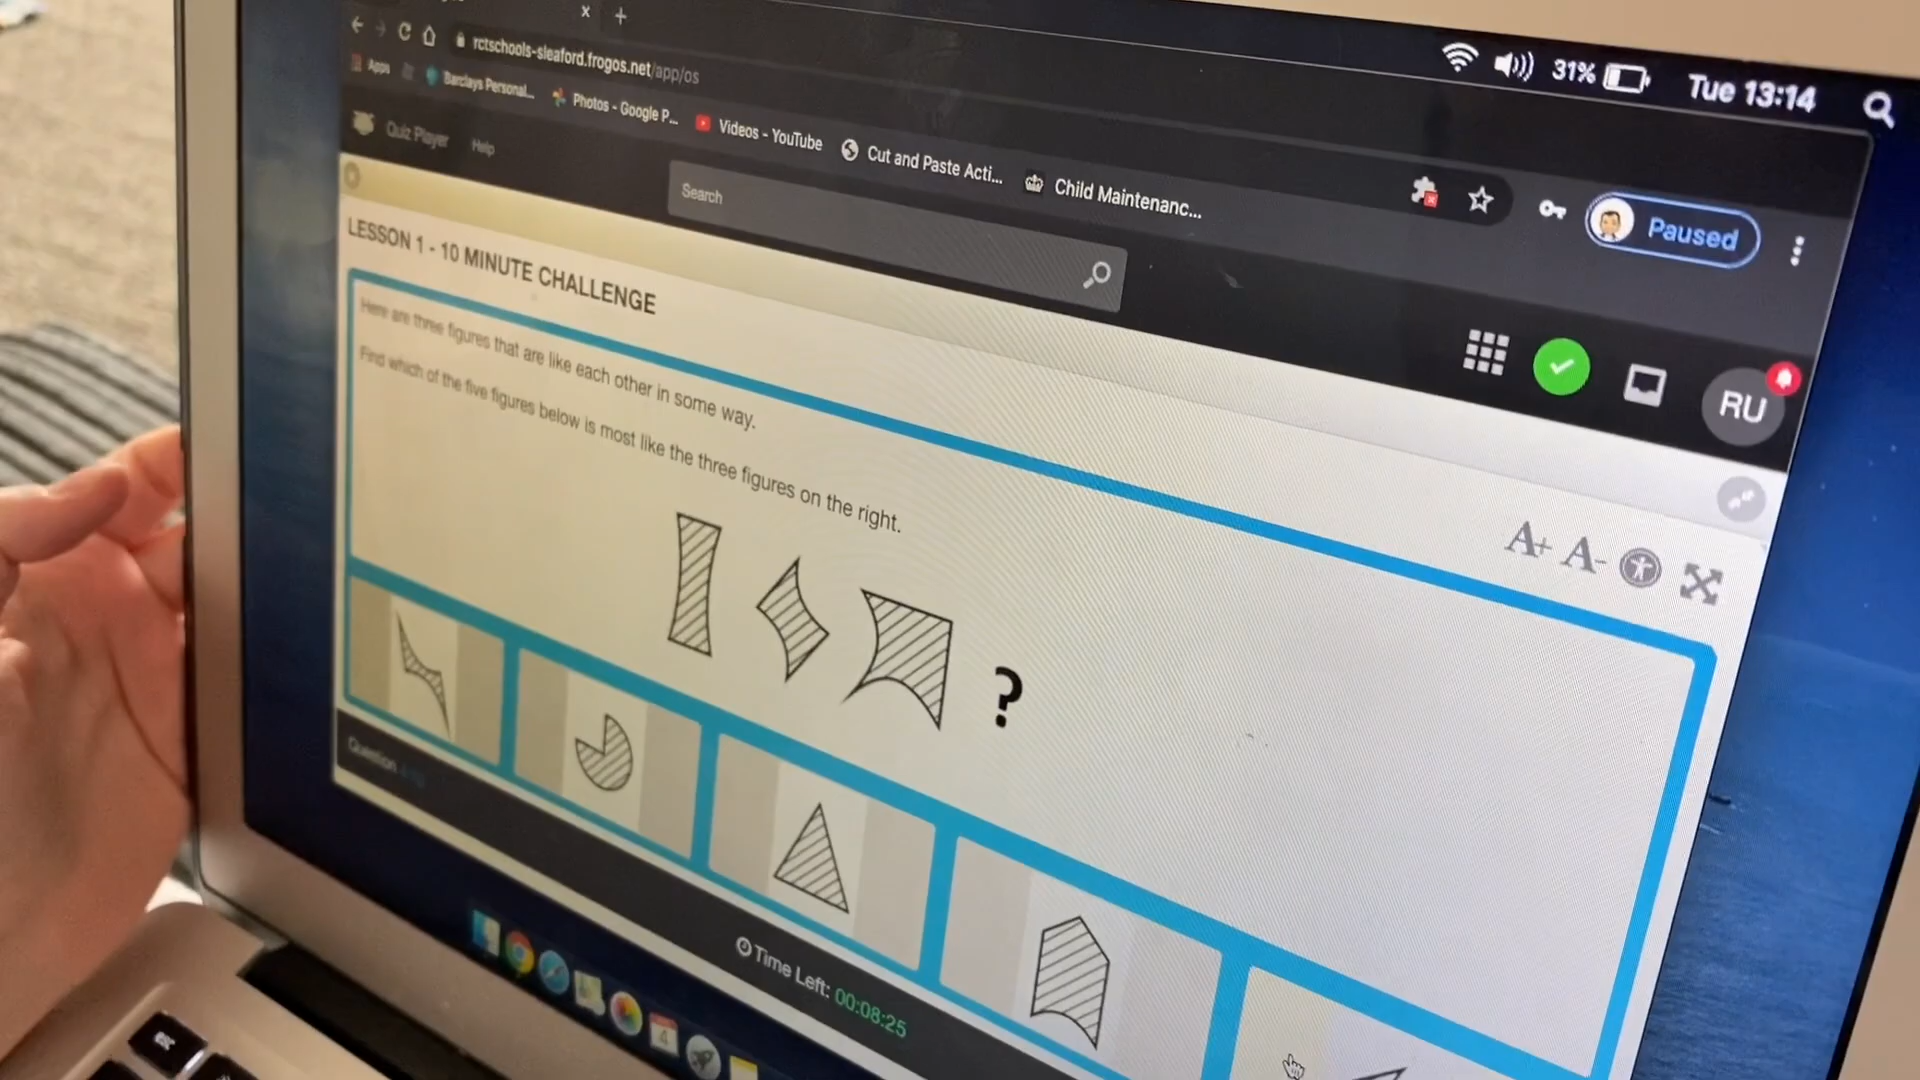 rctschools-sleaford.frogos.net/app/os
31%
Tue 13:14
Apps
Barclays Personal...
Photos - Google P...
Videos - YouTube
Cut and Paste Acti...
Child Maintenanc...
Paused
Quiz Player
Help
Search
RU
LESSON 1 - 10 MINUTE CHALLENGE
A+ A-
Here are three figures that are like each other in some way.
Find which of the five figures below is most like the three figures on the right.
?
Question
Time Left: 00:08:25
4
esc